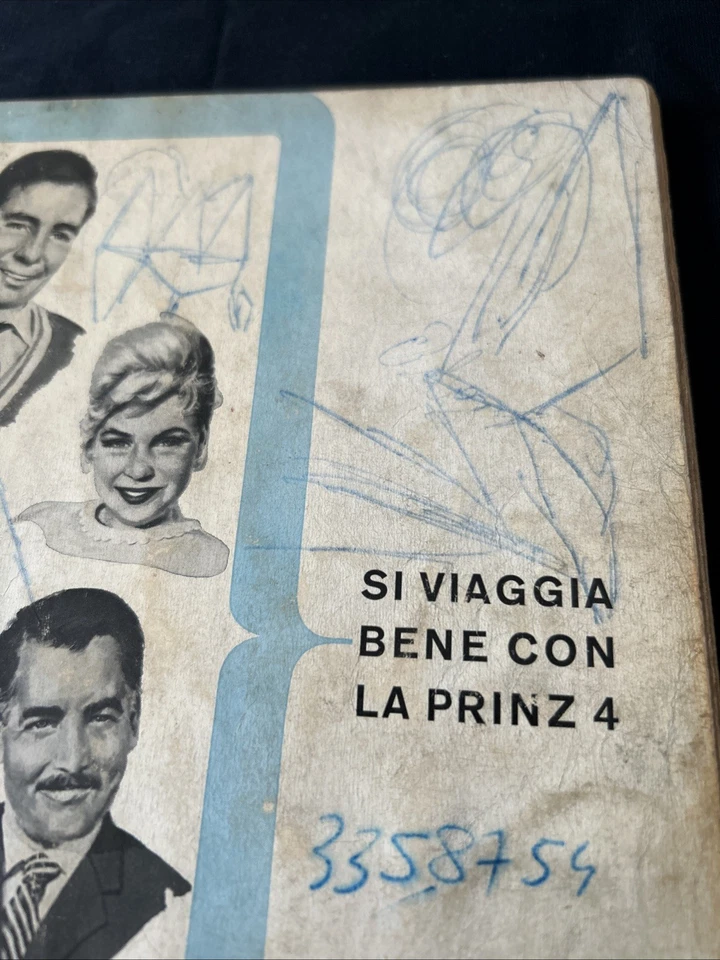 SI VIAGGIA
BENE CON
LA PRINZ 4
3358754